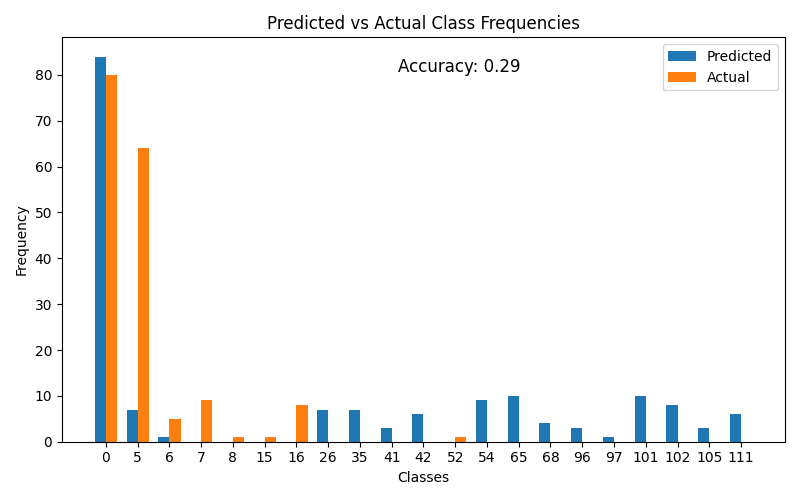 Predicted vs Actual Class Frequencies
Accuracy: 0.29
Predicted
Actual
Frequency
80
70
60
50
40
30
20
10
0
0 5 6 7 8 15 16 26 35 41 42 52 54 65 68 96 97 101 102 105 111
Classes